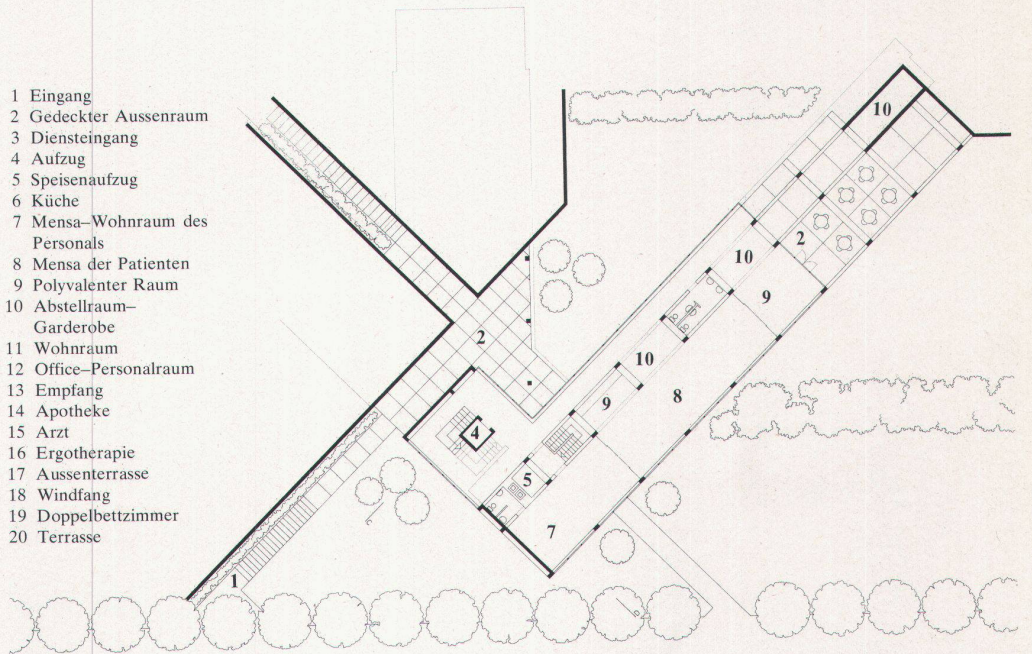 1 Eingang
2 Gedeckter Aussenraum
3 Diensteingang
4 Aufzug
5 Speisenaufzug
6 Küche
7 Mensa–Wohnraum des
Personals
8 Mensa der Patienten
9 Polyvalenter Raum
10 Abstellraum–
Garderobe
11 Wohnraum
12 Office–Personalraum
13 Empfang
14 Apotheke
15 Arzt
16 Ergotherapie
17 Aussenterrasse
18 Windfang
19 Doppelbettzimmer
20 Terrasse
10
2
10
9
2
10
8
9
4
5
7
1